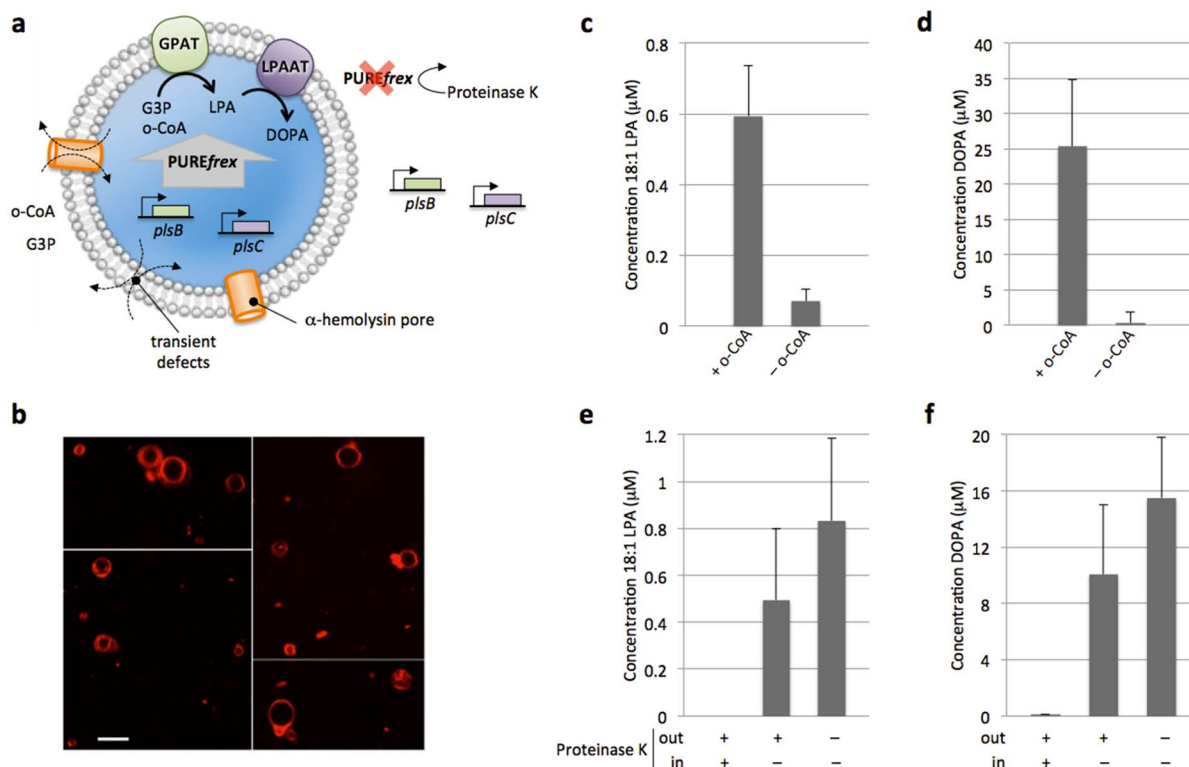 a
GPAT
LPAAT
G3P
o-CoA
LPA
DOPA
PUREfrex
plsB
plsC
o-CoA
G3P
transient
defects
α-hemolysin pore
PUREfrex
Proteinase K
plsB
plsC
b
c
Concentration 18:1 LPA (μM)
0.8
0.6
0.4
0.2
0
+ o-CoA
– o-CoA
d
Concentration DOPA (μM)
40
35
30
25
20
15
10
5
0
+ o-CoA
– o-CoA
e
Concentration 18:1 LPA (μM)
1.2
1
0.8
0.6
0.4
0.2
0
f
Concentration DOPA (μM)
20
16
12
8
4
0
Proteinase K
out + + – + + –
in + – – + – –